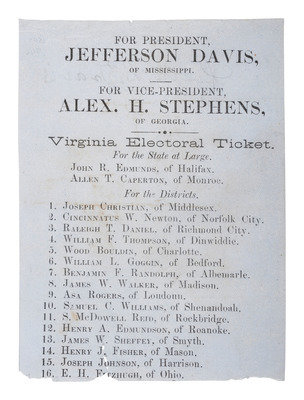 FOR PRESIDENT,
JEFFERSON DAVIS,
OF MISSISSIPPI.
FOR VICE-PRESIDENT,
ALEX. H. STEPHENS,
OF GEORGIA.
Virginia Electoral Ticket.
For the State at Large.
JOHN R. EDMUNDS, of Halifax.
ALLEN T. CAPERTON, of Monroe.
For the Districts.
1. JOSEPH CHRISTIAN, of Middlesex.
2. CINCINNATUS W. NEWTON, of Norfolk City.
3. RALEIGH T. DANIEL, of Richmond City.
4. WILLIAM F. THOMPSON, of Dinwiddie.
5. WOOD BOULDIN, of Charlotte.
6. WILLIAM L. GOGGIN, of Bedford.
7. BENJAMIN F. RANDOLPH, of Albemarle.
8. JAMES W. WALKER, of Madison.
9. ASA ROGERS, of Loudoun.
10. SAMUEL C. WILLIAMS, of Shenandoah.
11. S. MCDOWELL REID, of Rockbridge.
12. HENRY A. EDMUNDSON, of Roanoke.
13. JAMES W. SHEFFEY, of Smyth.
14. HENRY J. FISHER, of Mason.
15. JOSEPH JOHNSON, of Harrison.
16. E. H. FITZHUGH, of Ohio.